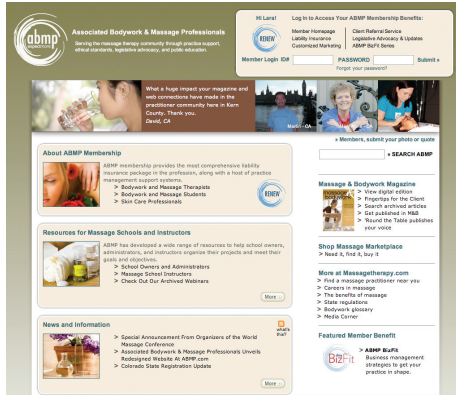 abmp
expect more
Associated Bodywork & Massage Professionals
Serving the massage therapy community through practice support,
ethical standards, legislative advocacy, and public education.
Hi Lara!
Log In to Access Your ABMP Membership Benefits:
RENEW
Member Homepage
Liability Insurance
Customized Marketing
Client Referral Service
Legislative Advocacy & Updates
ABMP BizFit Series
Member Login ID#
PASSWORD
Submit »
Forgot your password?
What a huge impact your magazine and
web connections have made in the
practitioner community here in Kern
County. Thank you.
David, CA
Martin - CA
» Members, submit your photo or quote
About ABMP Membership
ABMP membership provides the most comprehensive liability
insurance package in the profession, along with a host of practice
management support systems.
> Bodywork and Massage Therapists
> Bodywork and Massage Students
> Skin Care Professionals
RENEW
Resources for Massage Schools and Instructors
ABMP has developed a wide range of resources to help school owners,
administrators, and instructors organize their projects and meet their
goals and objectives.
> School Owners and Administrators
> Massage School Instructors
> Check Out Our Archived Webinars
More
News and Information
what's
this?
> Special Announcement From Organizers of the World
Massage Conference
> Associated Bodywork & Massage Professionals Unveils
Redesigned Website At ABMP.com
> Colorado State Registration Update
More
» SEARCH ABMP
Massage & Bodywork Magazine
massage
bodywork
> View digital edition
> Fingertips for the Client
> Search archived articles
> Get published in M&B
> 'Round the Table publishes
your voice
Shop Massage Marketplace
> Need it, find it, buy it
More at Massagetherapy.com
> Find a massage practitioner near you
> Careers in massage
> The benefits of massage
> State regulations
> Bodywork glossary
> Media Corner
Featured Member Benefit
BizFit
> ABMP BizFit
Business management
strategies to get your
practice in shape.